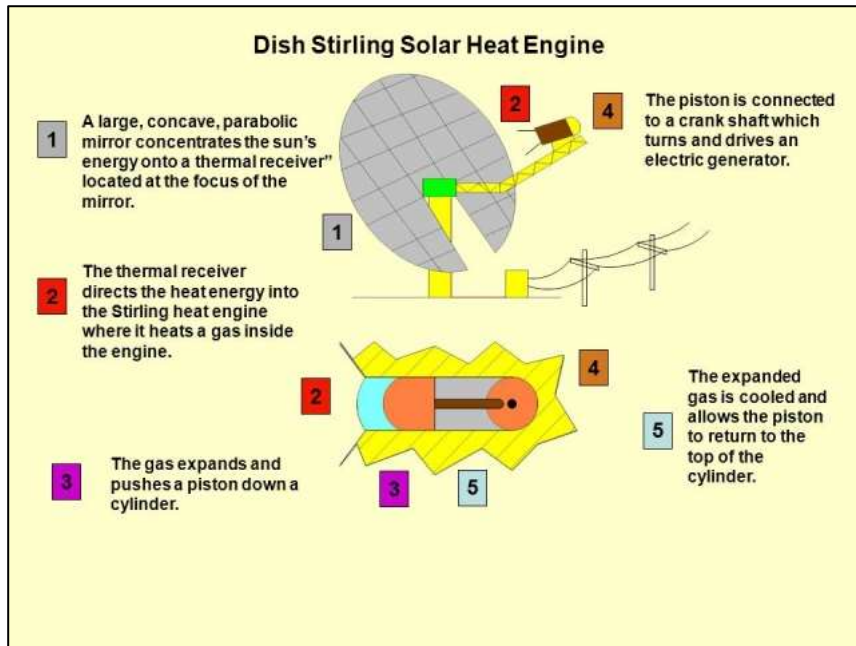 Dish Stirling Solar Heat Engine
1
A large, concave, parabolic
mirror concentrates the sun's
energy onto a thermal receiver”
located at the focus of the
mirror.
2
4
The piston is connected
to a crank shaft which
turns and drives an
electric generator.
1
2
The thermal receiver
directs the heat energy into
the Stirling heat engine
where it heats a gas inside
the engine.
2
4
3
The gas expands and
pushes a piston down a
cylinder.
3
5
5
The expanded
gas is cooled and
allows the piston
to return to the
top of the
cylinder.